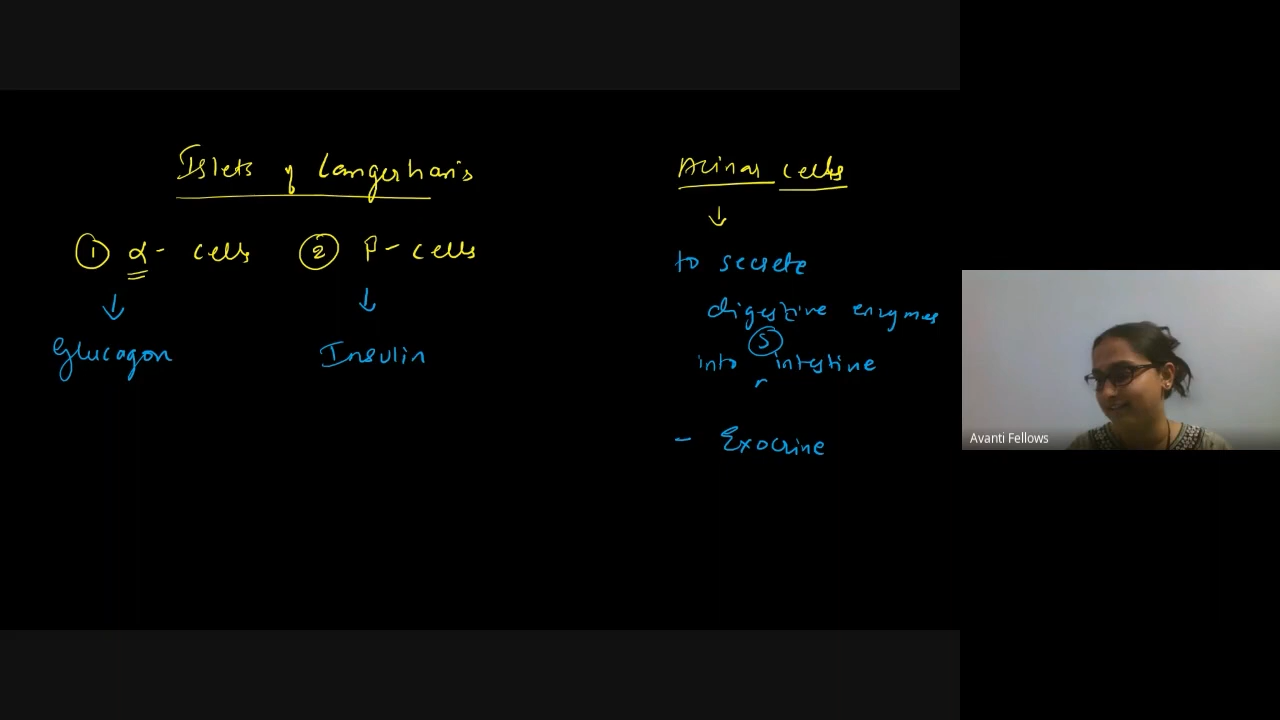 Islets of Langerhans
① α- cells ② β- cells
↓ ↓
Glucagon Insulin
Acinar cells
↓
to secrete
digestive enzymes
into Ⓢ intestine
- Exocrine
Avanti Fellows